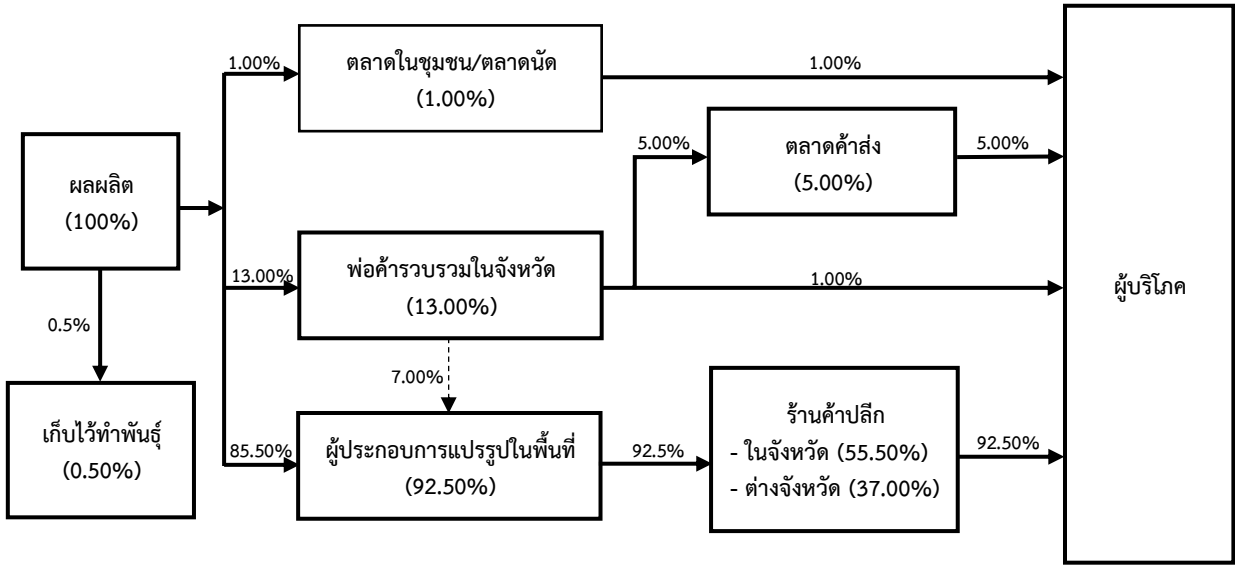 ตลาดในชุมชน/ตลาดนัด
(1.00%)
1.00%
1.00%
ตลาดค้าส่ง
(5.00%)
5.00%
5.00%
ผลผลิต
(100%)
พ่อค้ารวบรวมในจังหวัด
(13.00%)
13.00%
1.00%
ผู้บริโภค
0.5%
7.00%
เก็บไว้ทำพันธุ์
(0.50%)
85.50%
ผู้ประกอบการแปรรูปในพื้นที่
(92.50%)
92.5%
ร้านค้าปลีก
- ในจังหวัด (55.50%)
- ต่างจังหวัด (37.00%)
92.50%